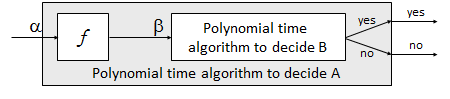 α
f
β
Polynomial time
algorithm to decide B
yes
no
yes
no
Polynomial time algorithm to decide A